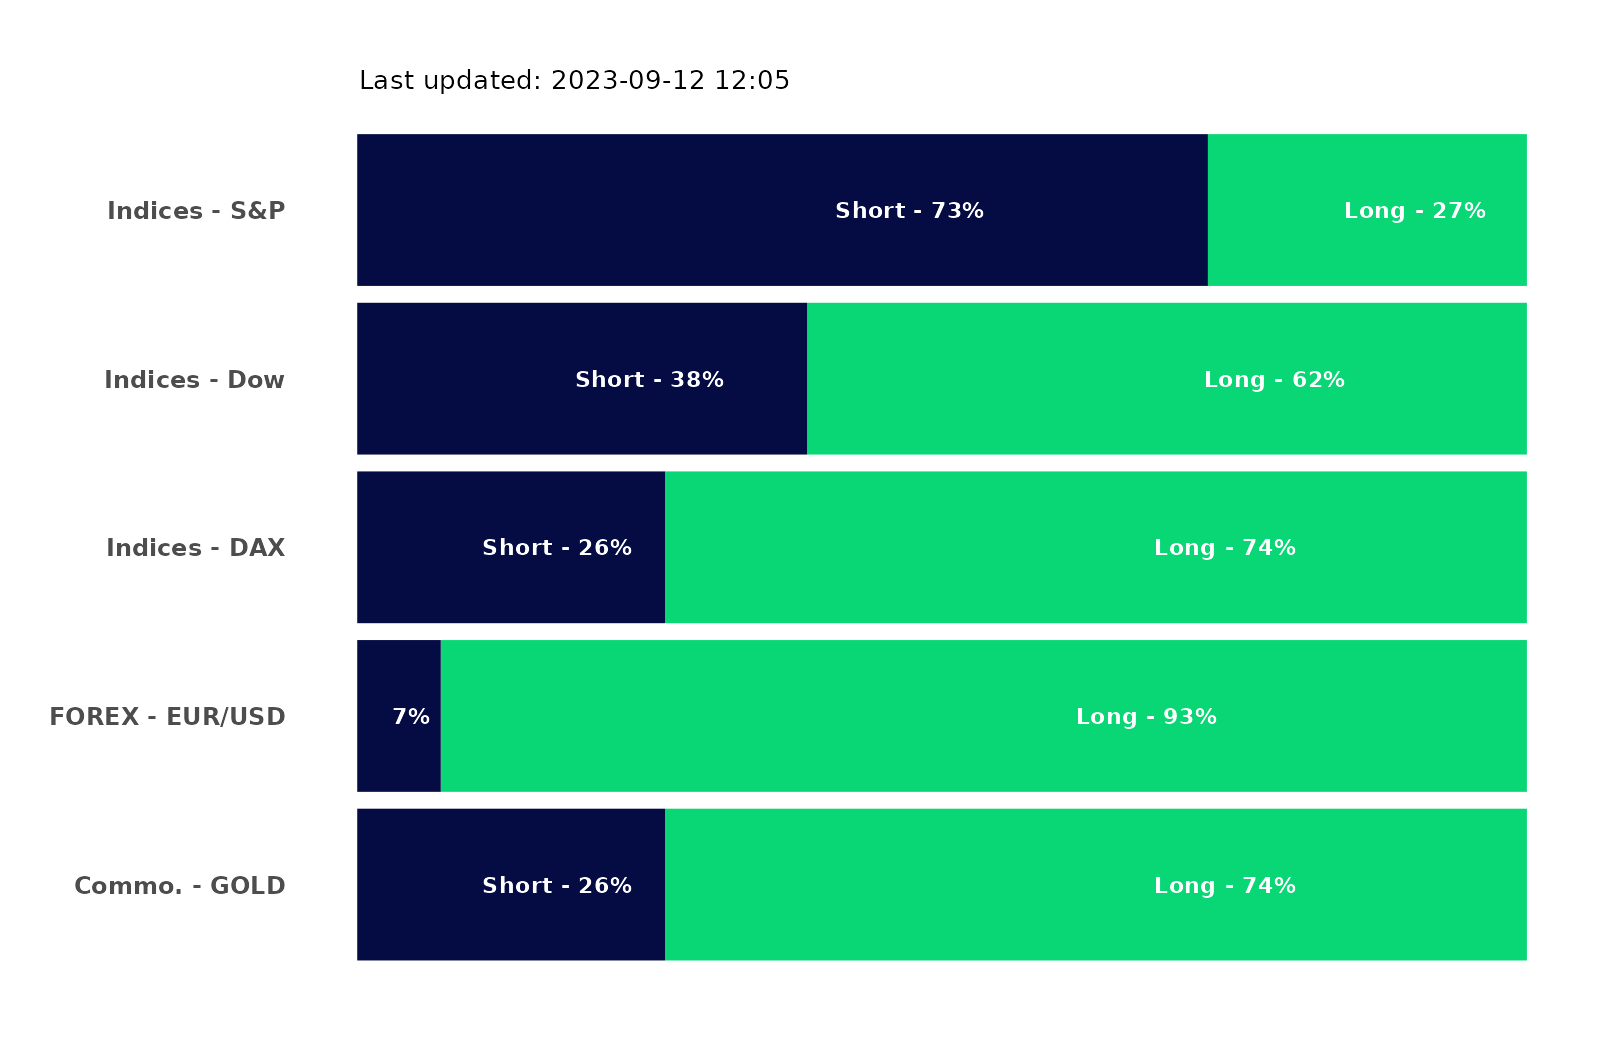 Last updated: 2023-09-12 12:05
Indices - S&P Short - 73% Long - 27%
Indices - Dow Short - 38% Long - 62%
Indices - DAX Short - 26% Long - 74%
FOREX - EUR/USD 7% Long - 93%
Commo. - GOLD Short - 26% Long - 74%